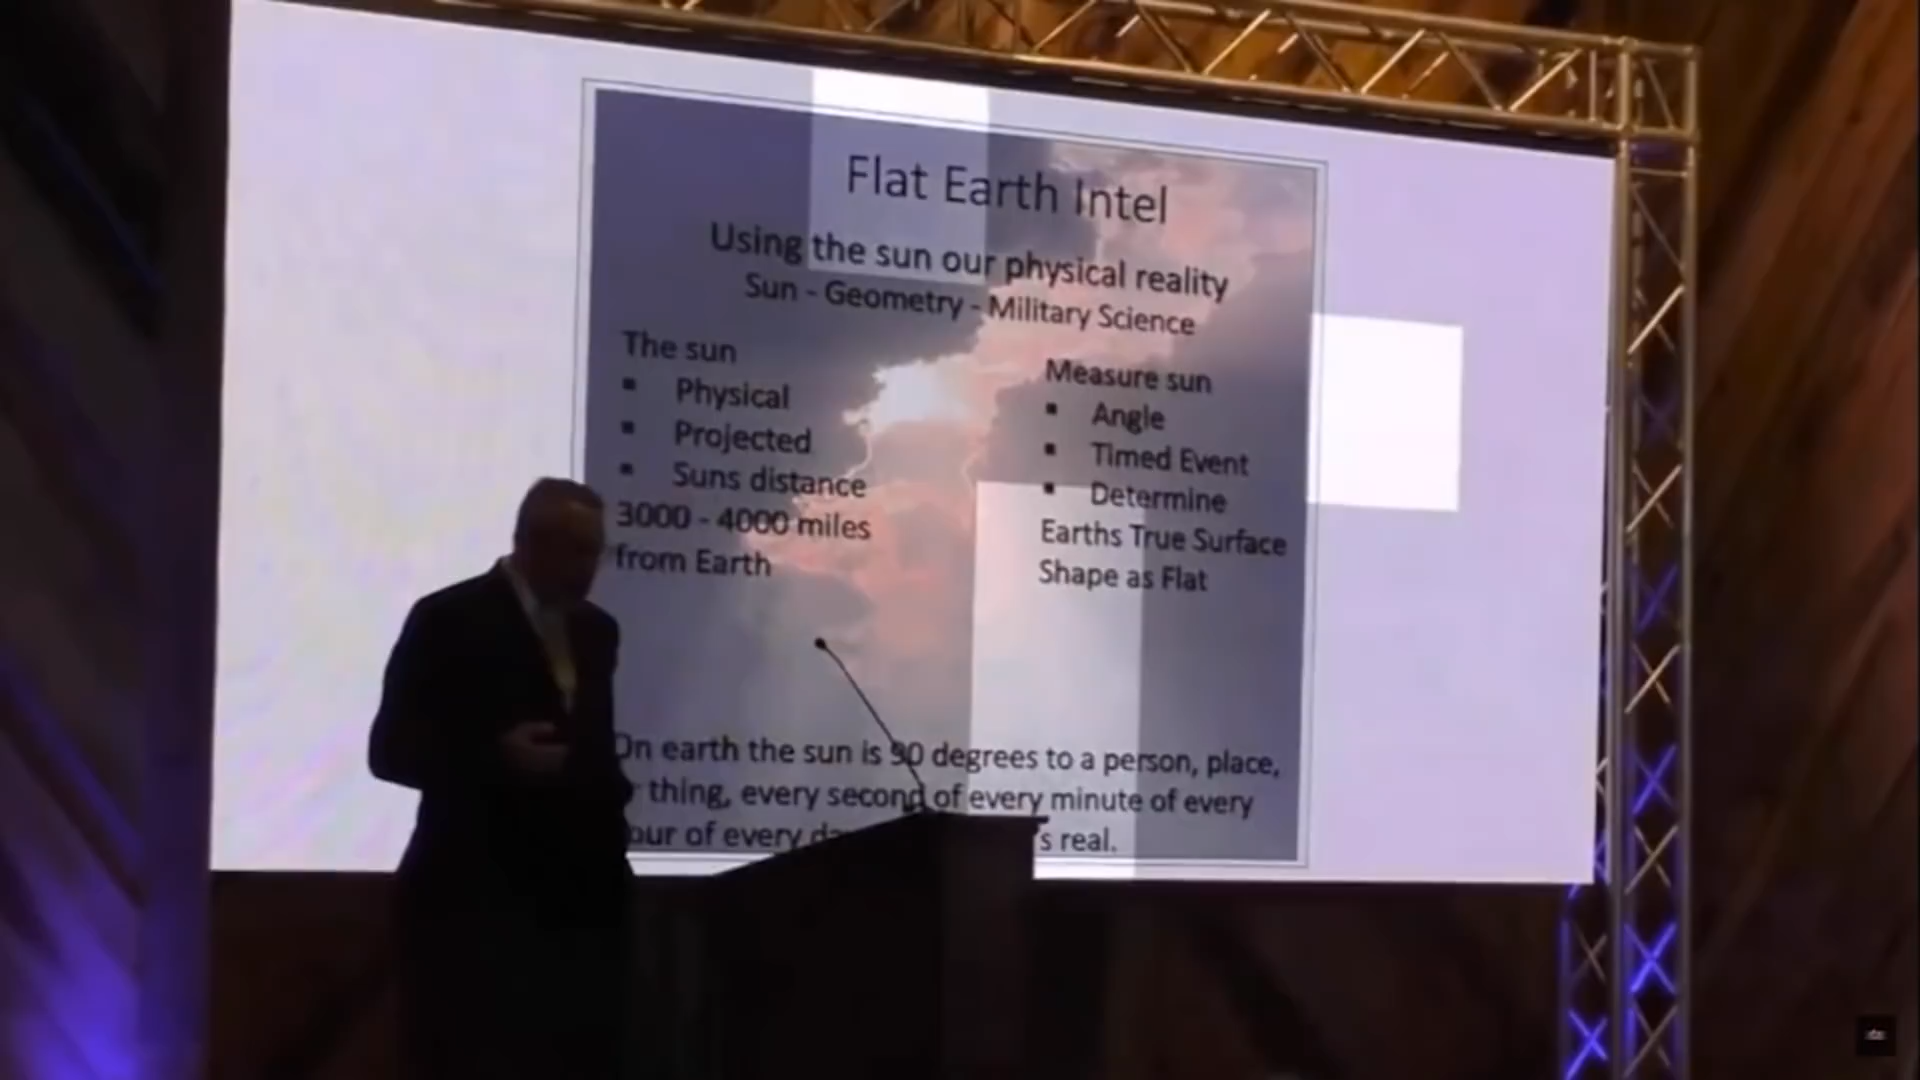 Flat Earth Intel
Using the sun our physical reality
Sun - Geometry - Military Science
The sun
▪ Physical
▪ Projected
▪ Suns distance
3000 - 4000 miles
from Earth
Measure sun
▪ Angle
▪ Timed Event
▪ Determine
Earths True Surface
Shape as Flat
On earth the sun is 90 degrees to a person, place,
thing, every second of every minute of every
of every real.